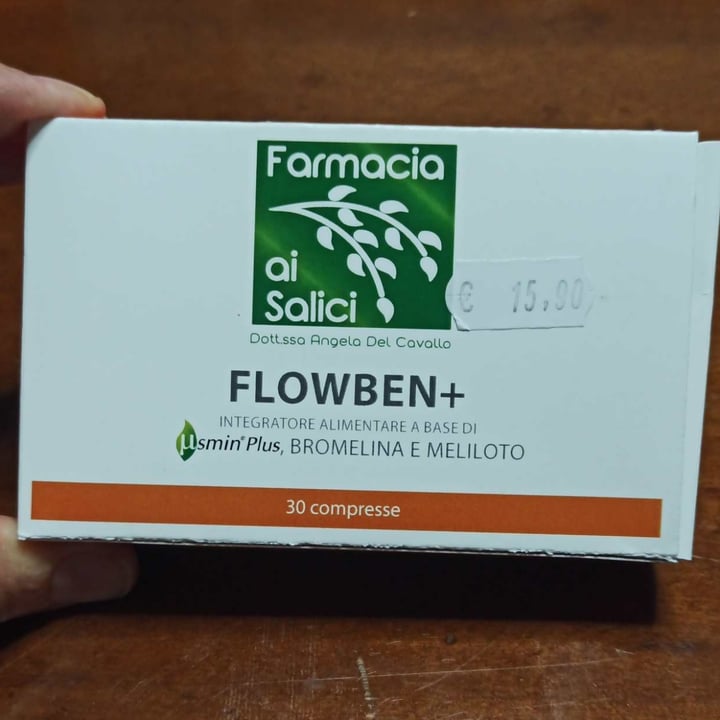 Farmacia
ai
Salici
€ 15,90
Dott.ssa Angela Del Cavallo
FLOWBEN+
INTEGRATORE ALIMENTARE A BASE DI
µsmin® Plus, BROMELINA E MELILOTO
30 compresse